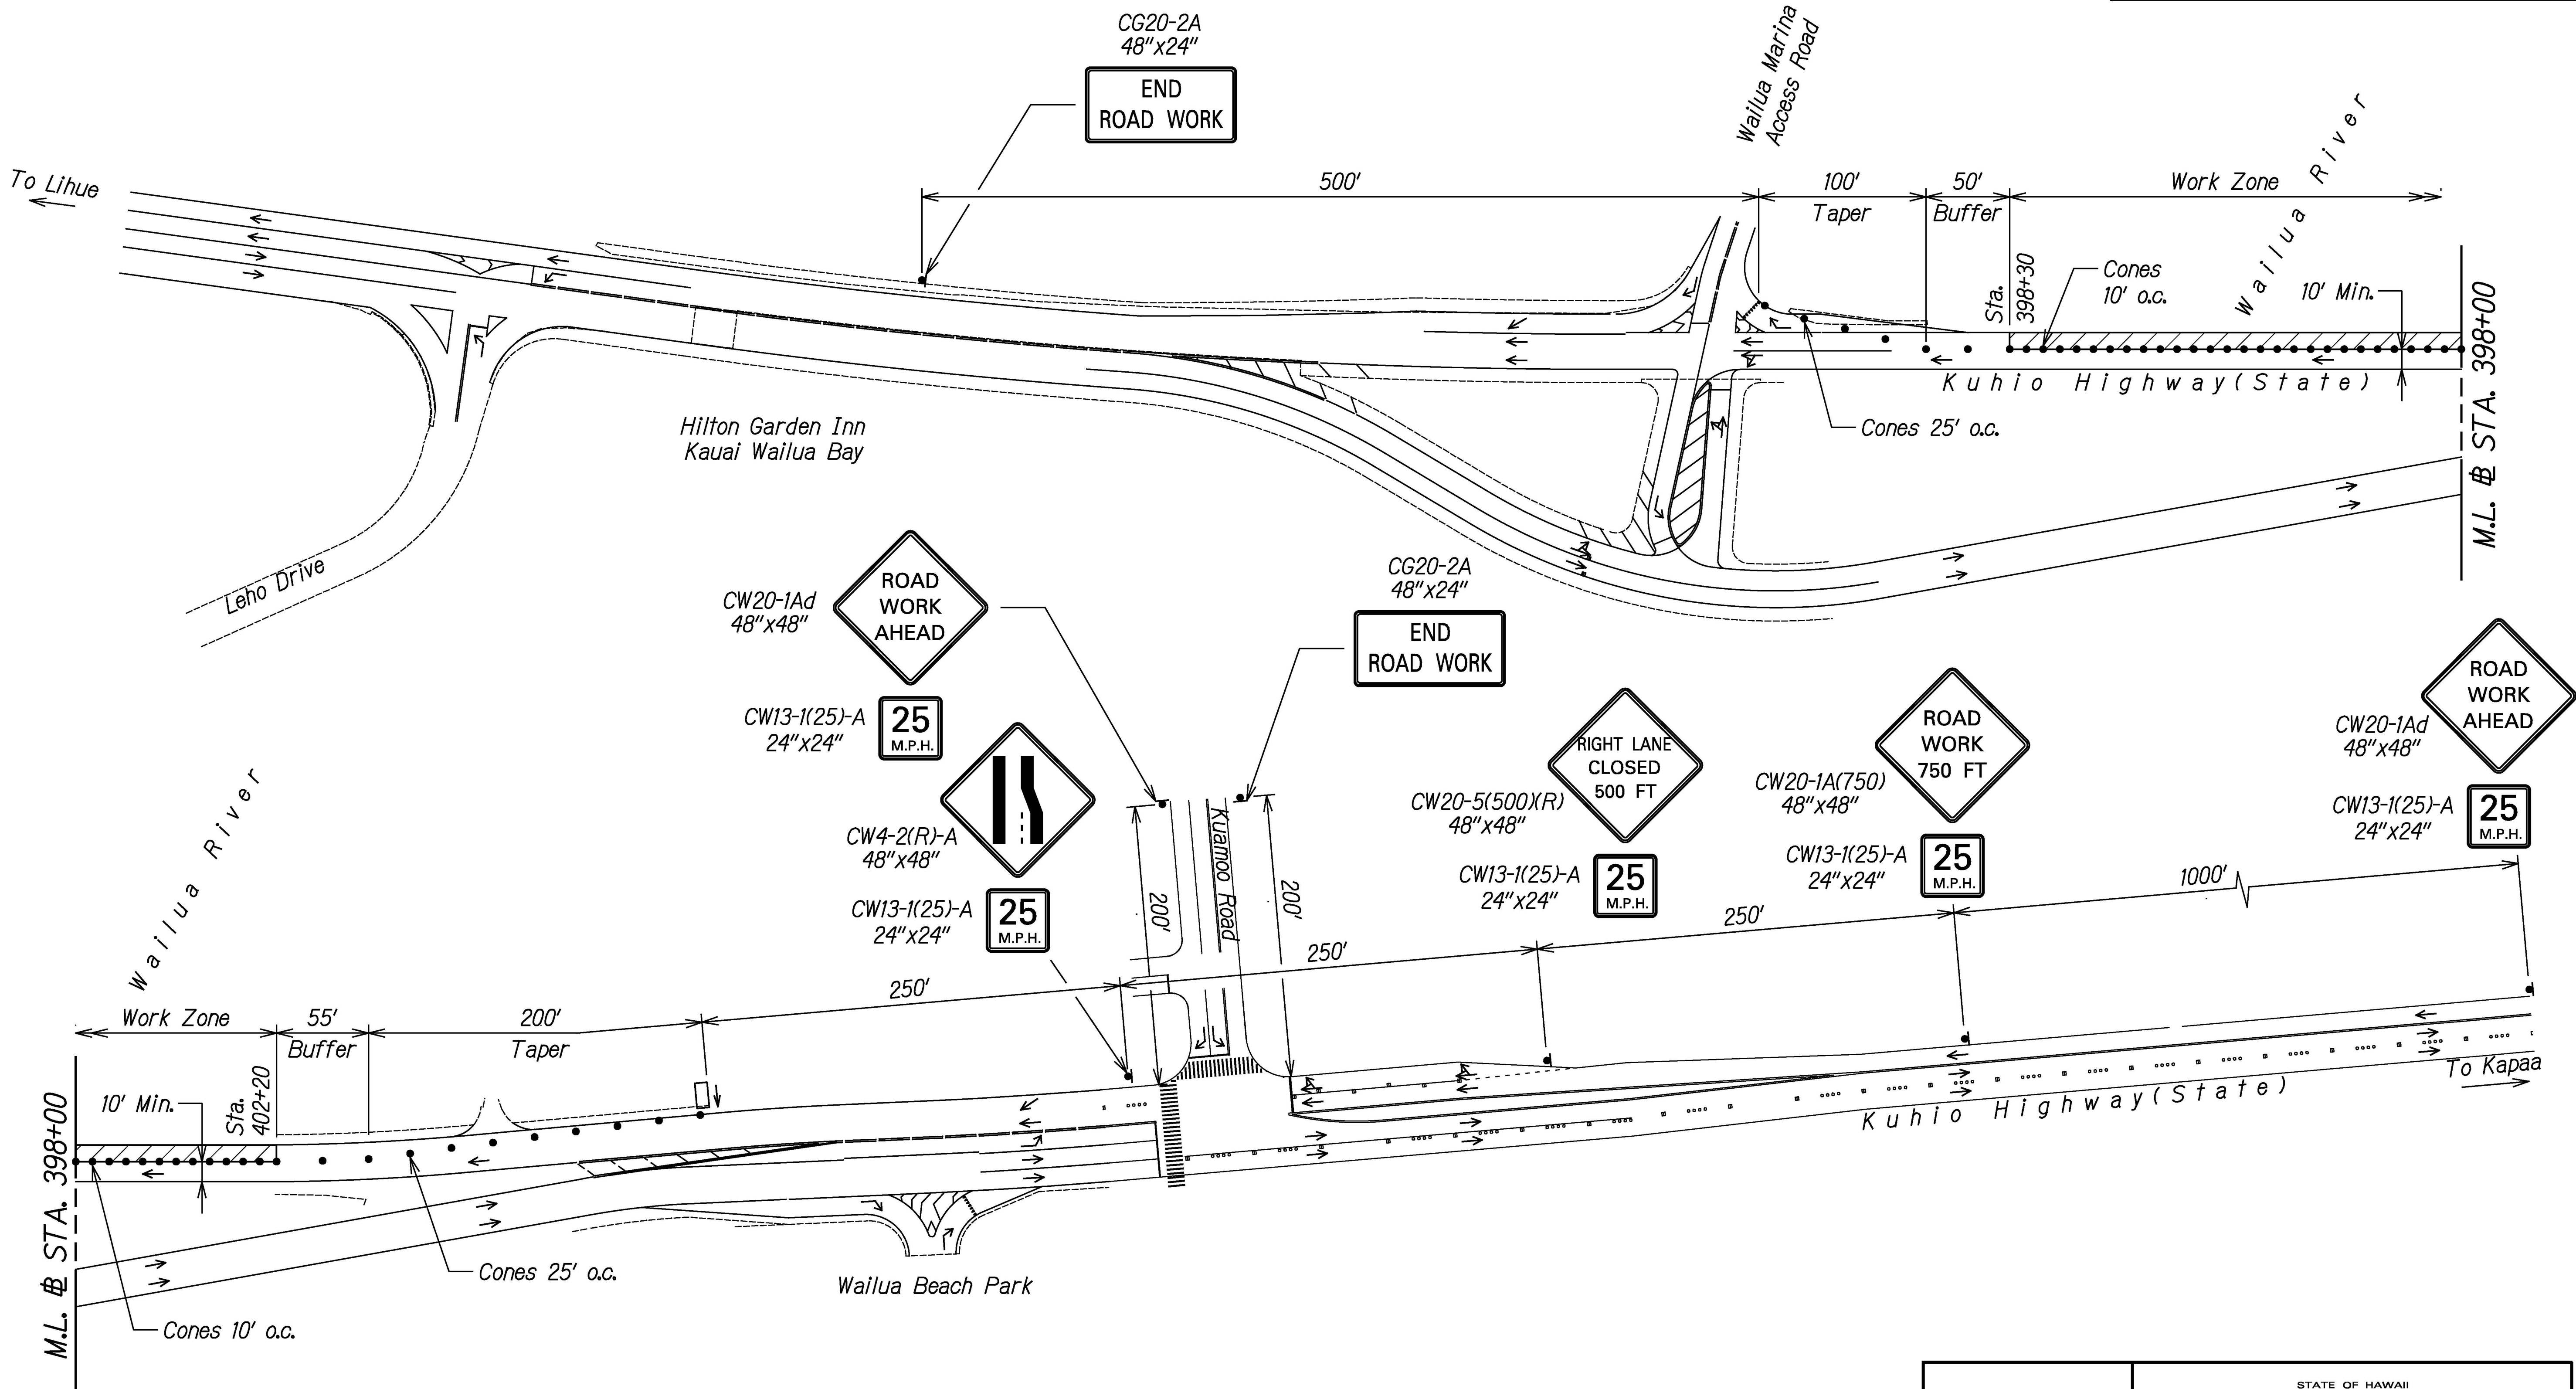 CG20-2A
48"x24"
END
ROAD WORK
Wailua Marina
Access Road
To Lihue
500'
100'
Taper
50'
Buffer
Work Zone
Wailua River
Sta.
398+30
Cones
10' o.c.
10' Min.
M.L. B STA. 398+00
Kuhio Highway(State)
Cones 25' o.c.
Hilton Garden Inn
Kauai Wailua Bay
Leho Drive
CW20-1Ad
48"x48"
ROAD
WORK
AHEAD
CW13-1(25)-A
24"x24"
25
M.P.H.
CW4-2(R)-A
48"x48"
CW13-1(25)-A
24"x24"
25
M.P.H.
CG20-2A
48"x24"
END
ROAD WORK
Kuamoo Road
200'
200'
CW20-5(500)(R)
48"x48"
RIGHT LANE
CLOSED
500 FT
CW13-1(25)-A
24"x24"
25
M.P.H.
CW20-1A(750)
48"x48"
ROAD
WORK
750 FT
CW13-1(25)-A
24"x24"
25
M.P.H.
CW20-1Ad
48"x48"
ROAD
WORK
AHEAD
CW13-1(25)-A
24"x24"
25
M.P.H.
1000'
250'
250'
250'
Wailua River
Work Zone
55'
Buffer
200'
Taper
10' Min.
Sta.
402+20
M.L. B STA. 398+00
Cones 25' o.c.
Cones 10' o.c.
Wailua Beach Park
Kuhio Highway(State)
To Kapaa
STATE OF HAWAII